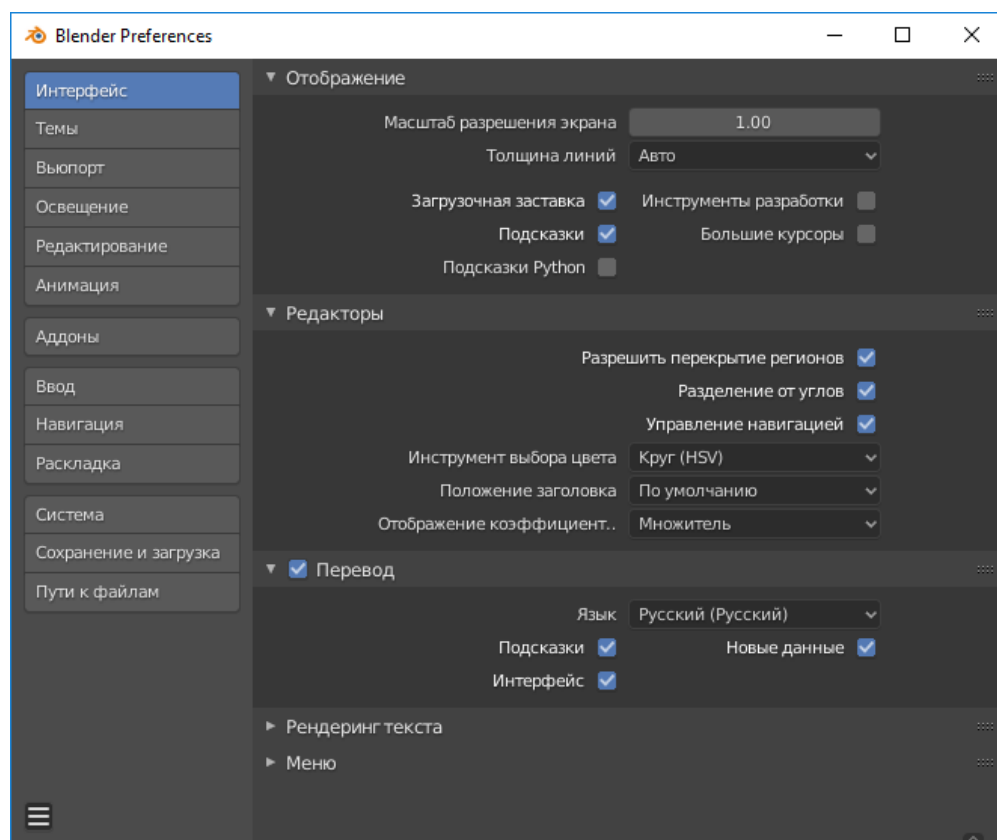 Blender Preferences
Интерфейс
Темы
Вьюпорт
Освещение
Редактирование
Анимация
Аддоны
Ввод
Навигация
Раскладка
Система
Сохранение и загрузка
Пути к файлам
Отображение
Масштаб разрешения экрана 1.00
Толщина линий Авто
Загрузочная заставка Инструменты разработки
Подсказки Большие курсоры
Подсказки Python
Редакторы
Разрешить перекрытие регионов
Разделение от углов
Управление навигацией
Инструмент выбора цвета Круг (HSV)
Положение заголовка По умолчанию
Отображение коэффициент.. Множитель
Перевод
Язык Русский (Русский)
Подсказки Новые данные
Интерфейс
Рендеринг текста
Меню